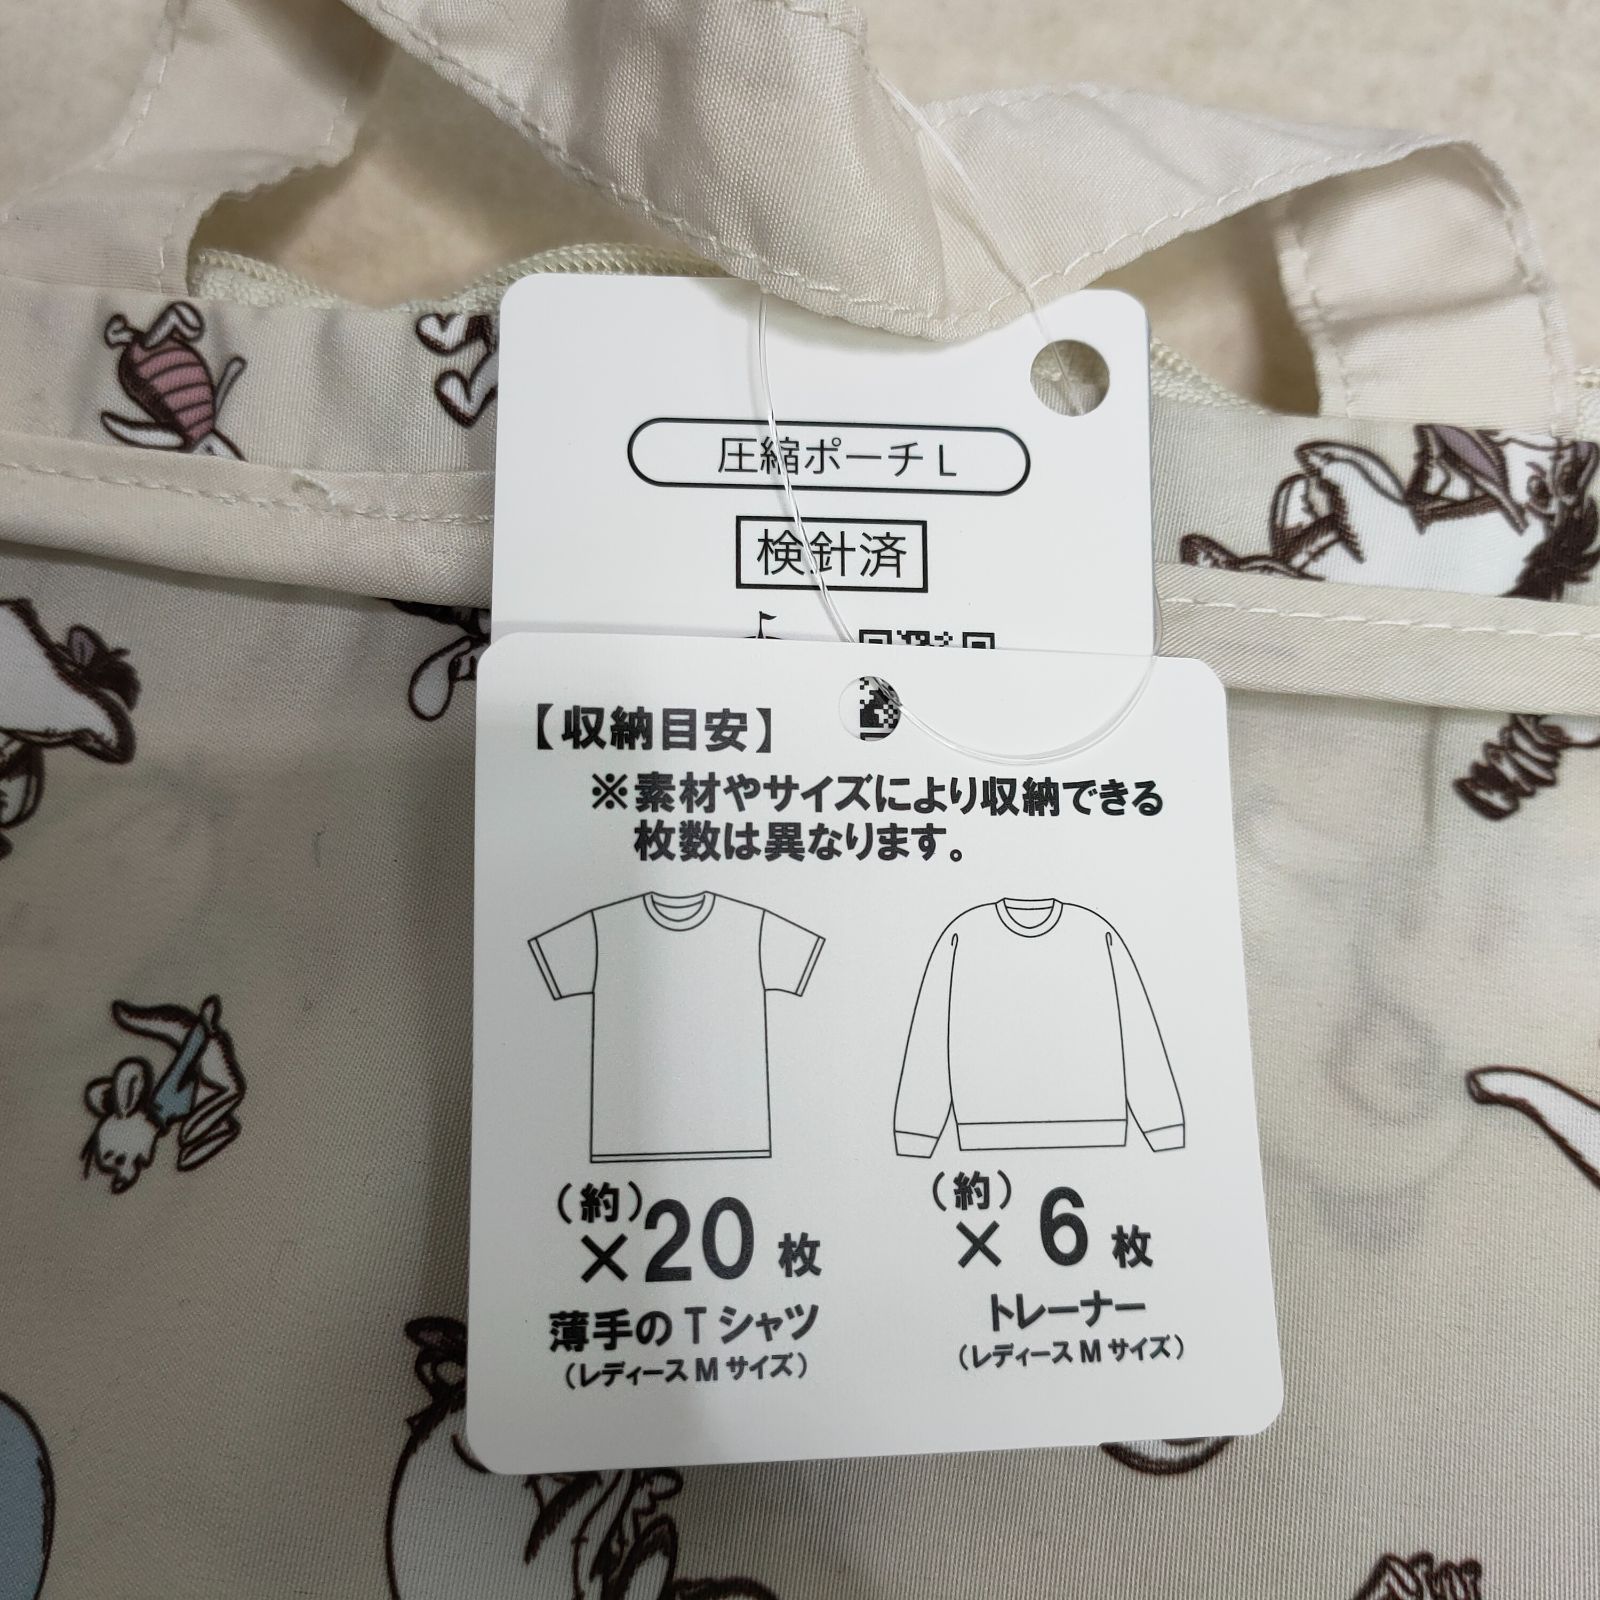 圧縮ポーチ L
検針済
【収納目安】
※素材やサイズにより収納できる
枚数は異なります。
(約)
×20枚
薄手のTシャツ
(レディースMサイズ)
(約)
× 6枚
トレーナー
(レディースMサイズ)